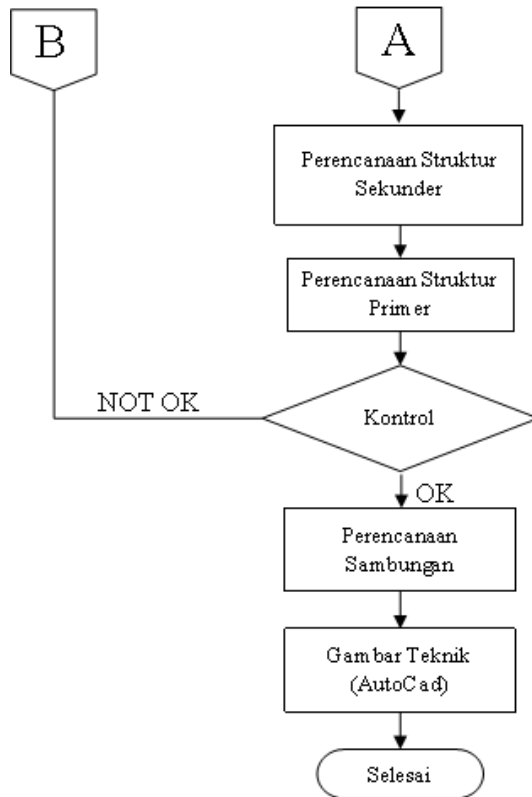 B
A
Perencanaan Struktur
Sekunder
Perencanaan Struktur
Primer
Kontrol
NOT OK
OK
Perencanaan
Sambungan
Gambar Teknik
(AutoCad)
Selesai